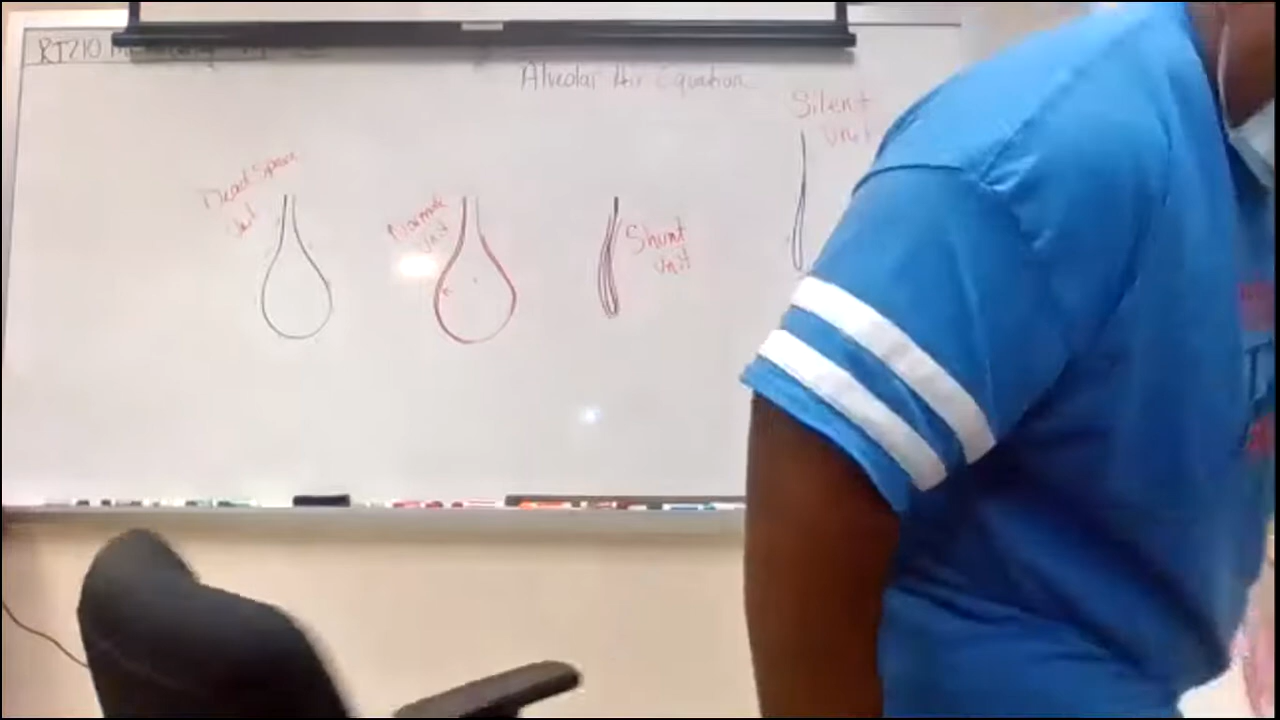 RT210
Alveolar Air Equation
Silent
Unit
Dead Space
Unit
Normal
Unit
Shunt
Unit